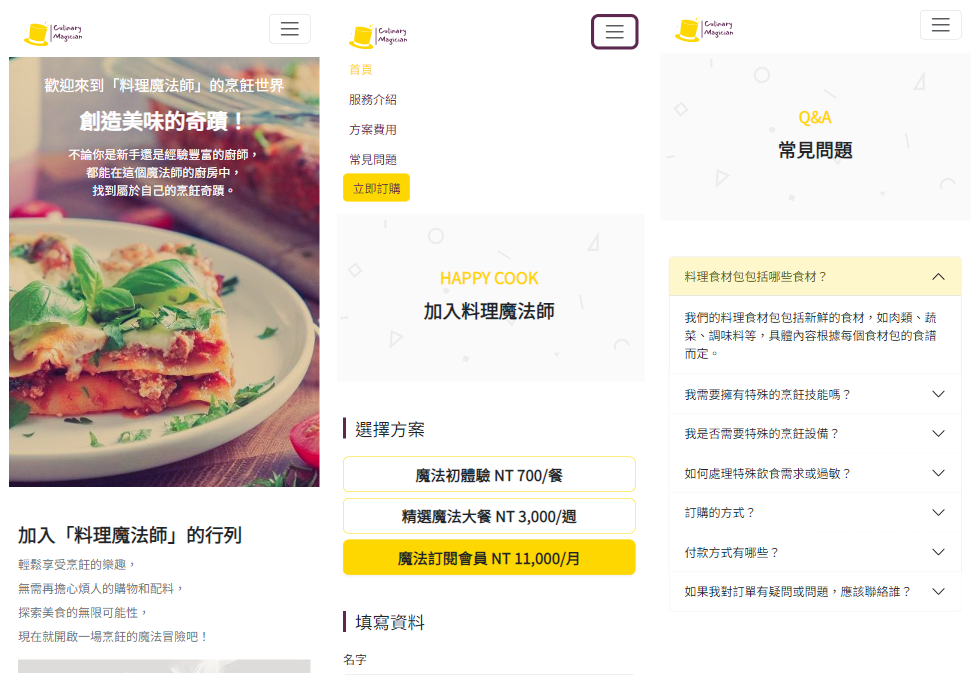 Culinary
Magician
歡迎來到「料理魔法師」的烹飪世界
創造美味的奇蹟！
不論你是新手還是經驗豐富的廚師，
都能在這個魔法師的廚房中，
找到屬於自己的烹飪奇蹟。
加入「料理魔法師」的行列
輕鬆享受烹飪的樂趣，
無需再擔心煩人的購物和配料，
探索美食的無限可能性，
現在就開啟一場烹飪的魔法冒險吧！
Culinary
Magician
首頁
服務介紹
方案費用
常見問題
立即訂購
HAPPY COOK
加入料理魔法師
選擇方案
魔法初體驗 NT 700/餐
精選魔法大餐 NT 3,000/週
魔法訂閱會員 NT 11,000/月
填寫資料
名字
Culinary
Magician
Q&A
常見問題
料理食材包包括哪些食材？
我們的料理食材包包括新鮮的食材，如肉類、蔬
菜、調味料等，具體內容根據每個食材包的食譜
而定。
我需要擁有特殊的烹飪技能嗎？
我是否需要特殊的烹飪設備？
如何處理特殊飲食需求或過敏？
訂購的方式？
付款方式有哪些？
如果我對訂單有疑問或問題，應該聯絡誰？